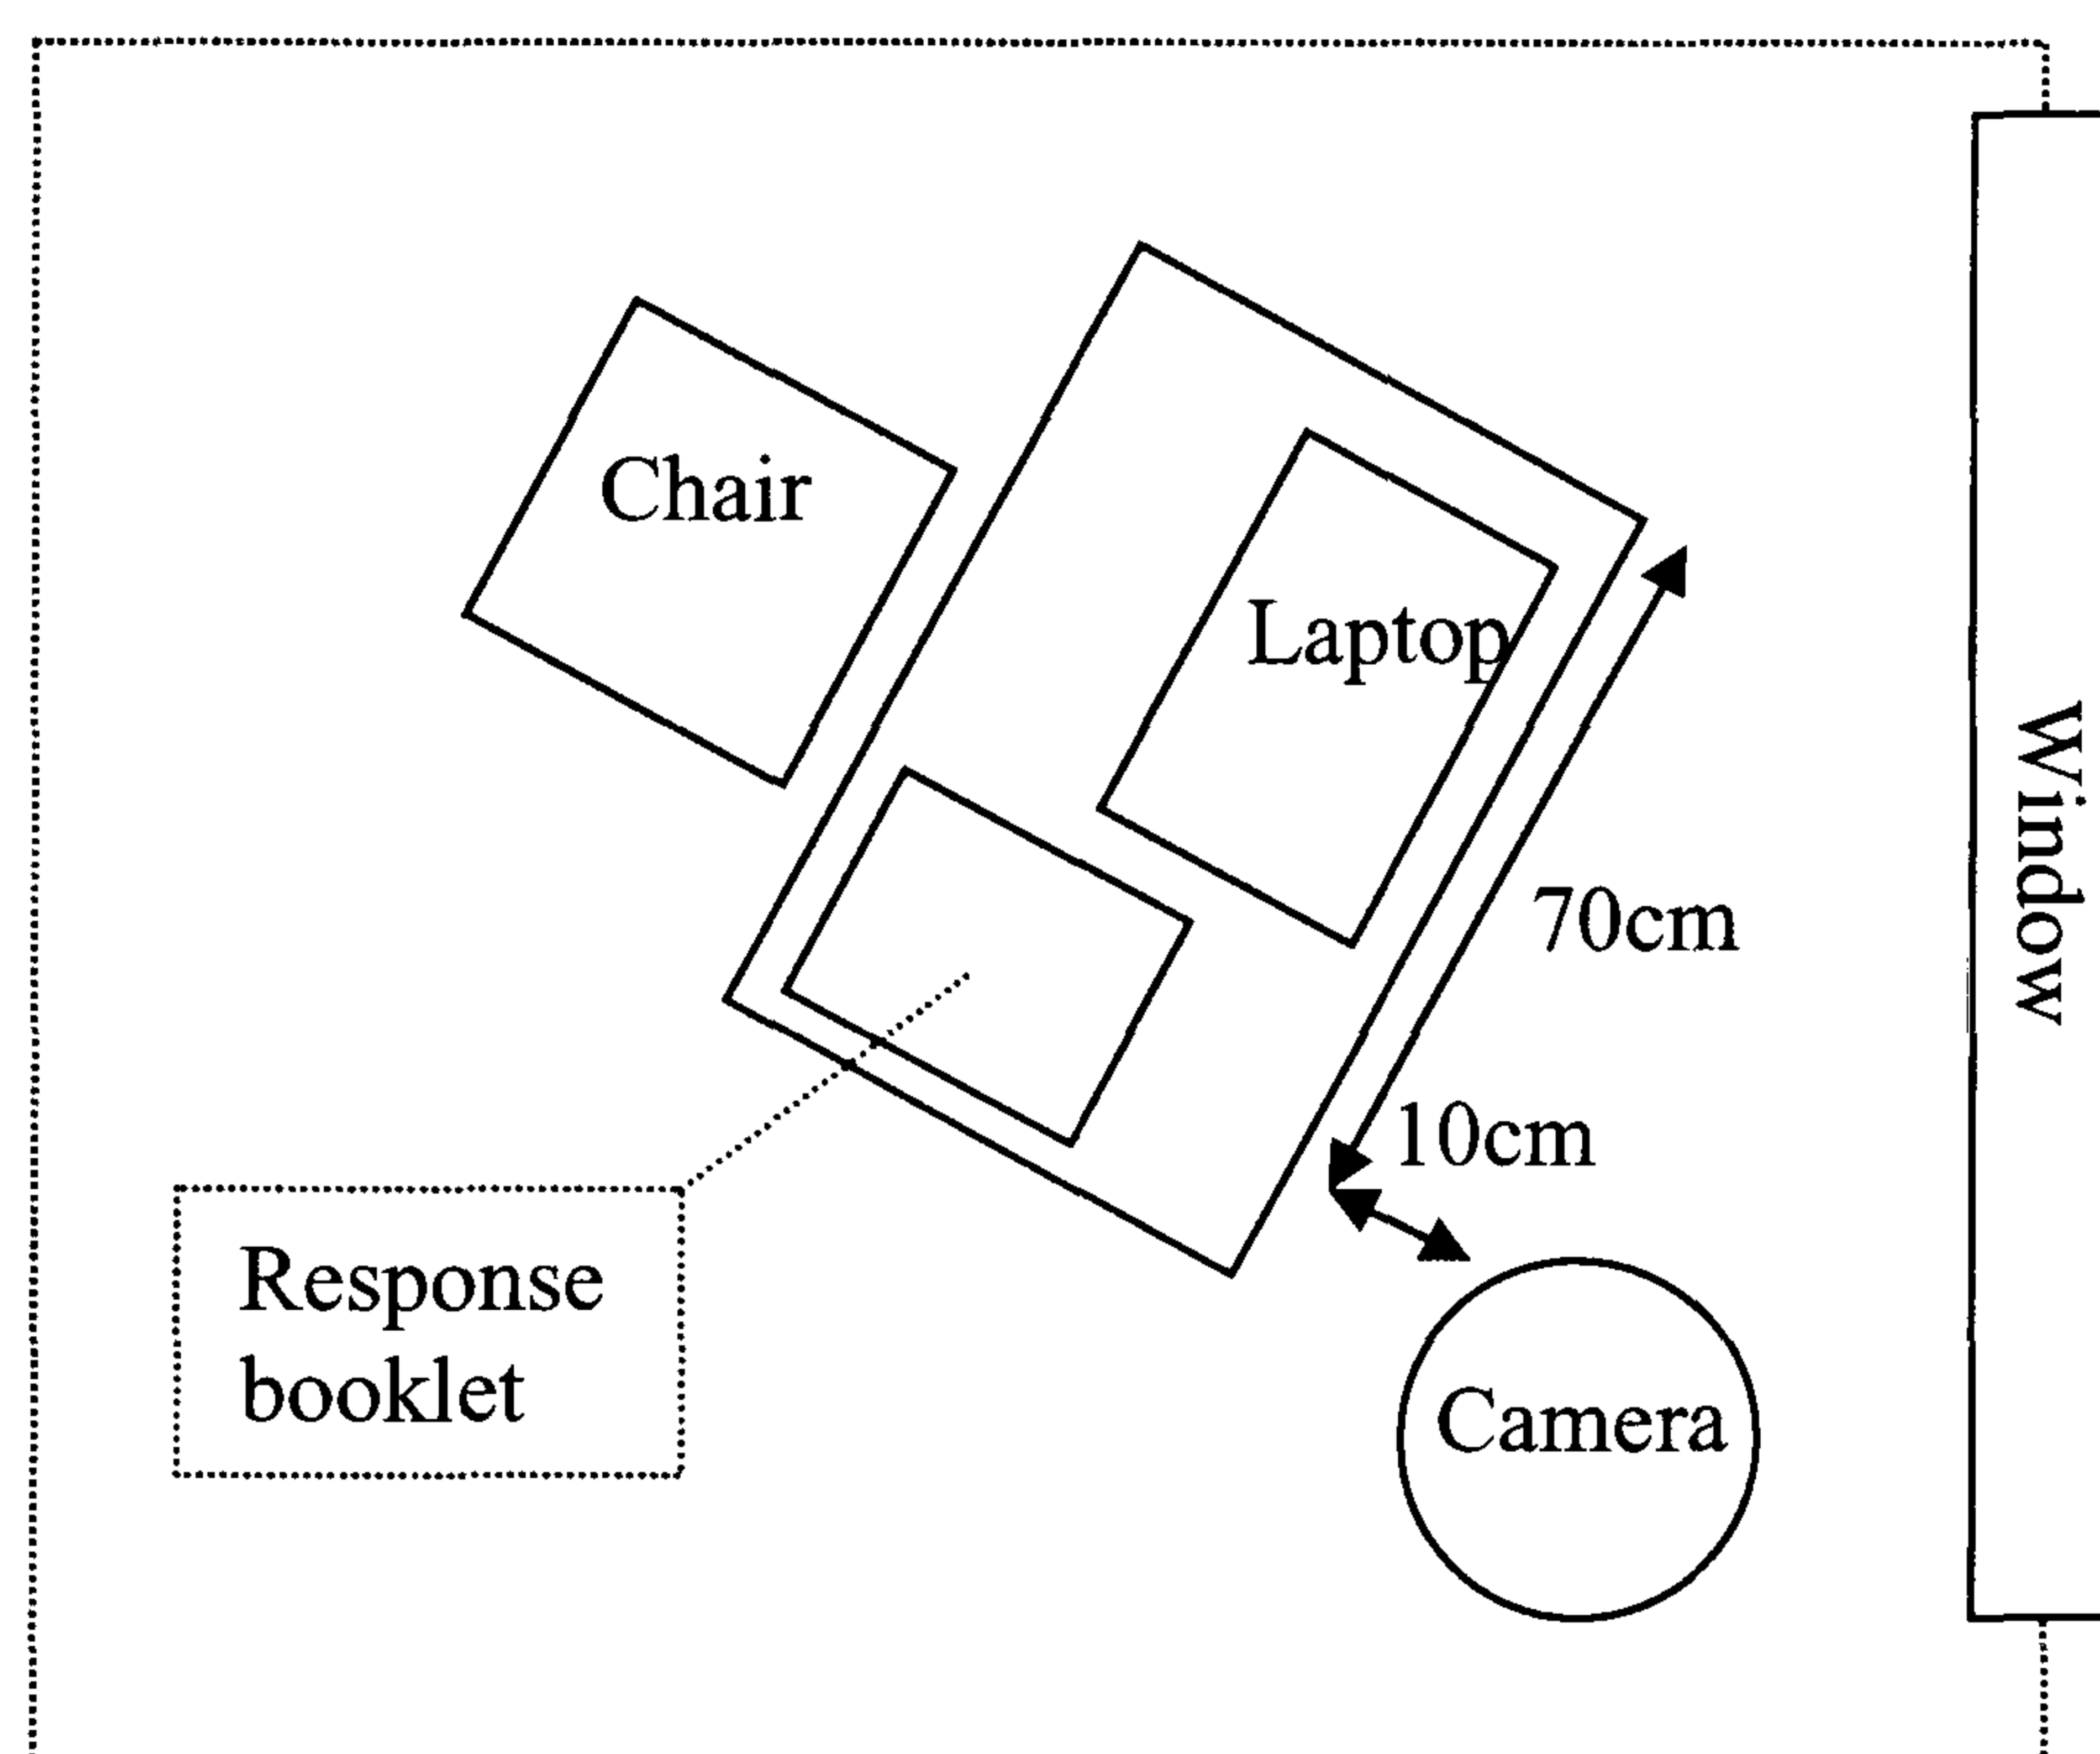 Chair
Laptop
Window
70cm
10cm
Response
booklet
Camera